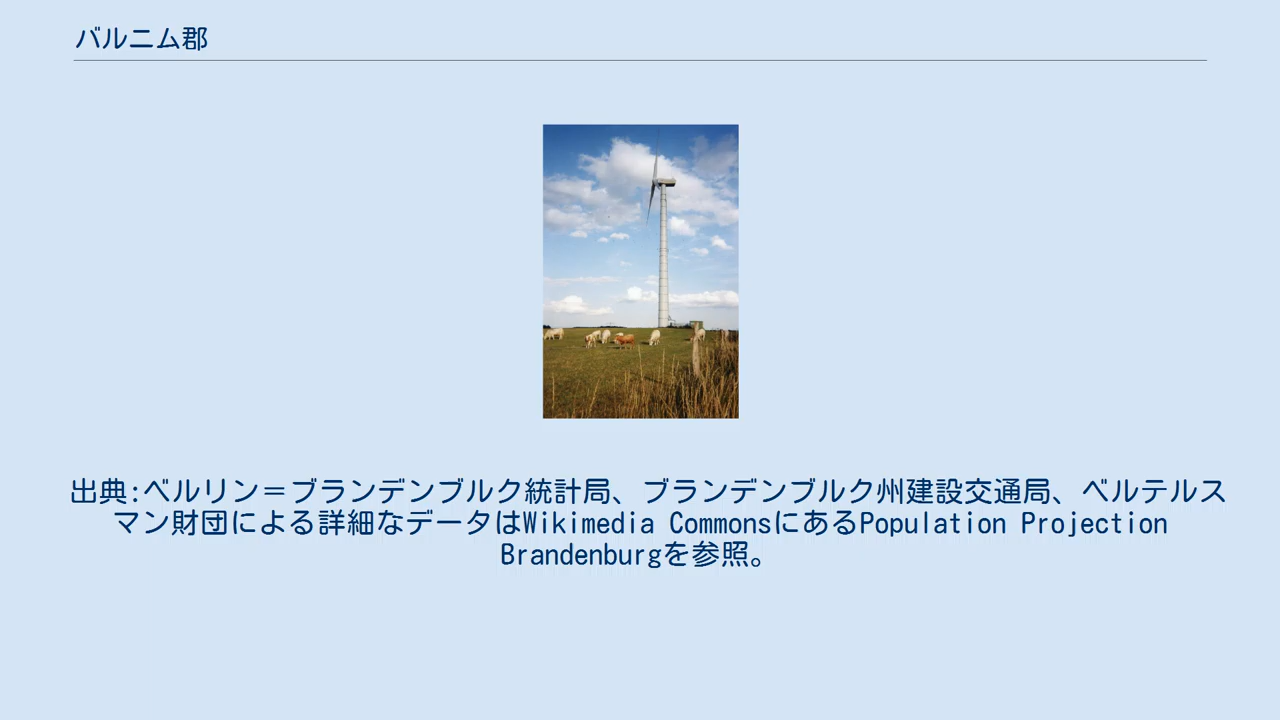 バルニム郡
出典:ベルリン＝ブランデンブルク統計局、ブランデンブルク州建設交通局、ベルテルス
マン財団による詳細なデータはWikimedia CommonsにあるPopulation Projection
Brandenburgを参照。